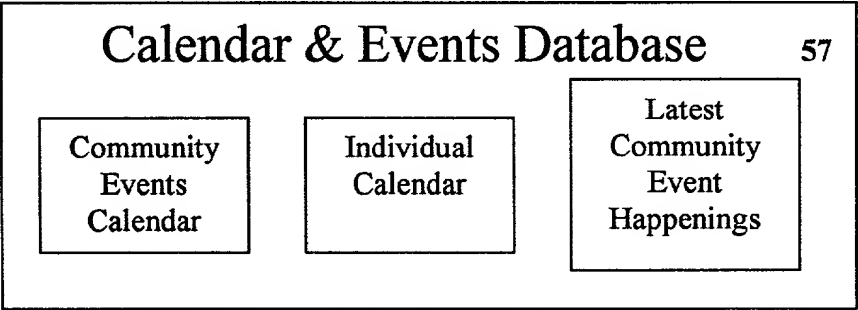 Calendar & Events Database 57
Community
Events
Calendar
Individual
Calendar
Latest
Community
Event
Happenings